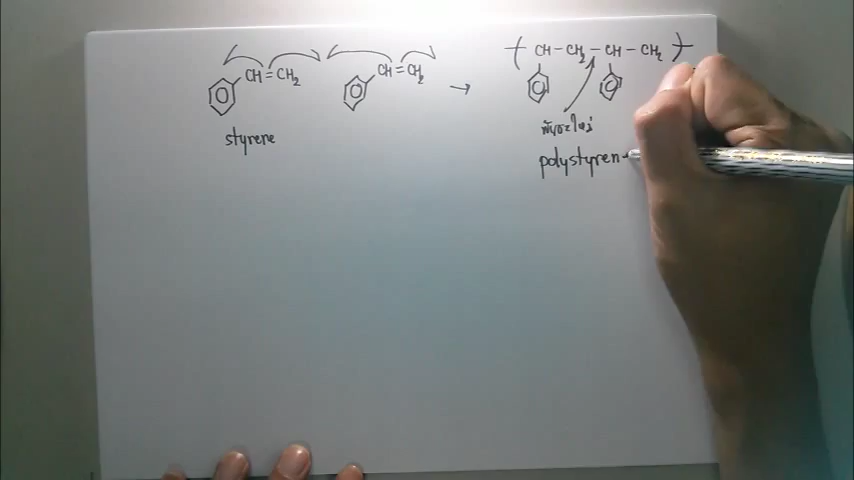 CH = CH₂ CH = CH₂ → ( CH – CH₂ – CH – CH₂ )
styrene
พันธะใหม่
polystyren